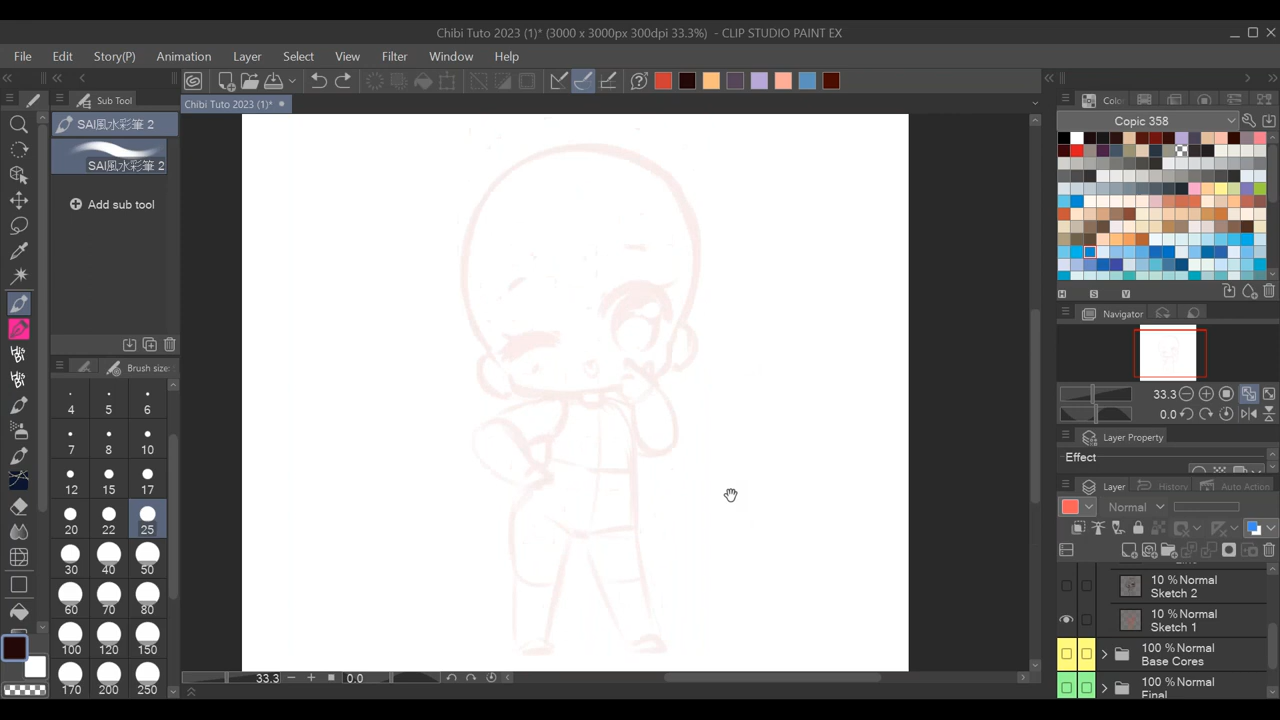 Chibi Tuto 2023 (1)* (3000 x 3000px 300dpi 33.3%)  - CLIP STUDIO PAINT EX
File Edit Story(P) Animation Layer Select View Filter Window Help
Sub Tool
Chibi Tuto 2023 (1)*
SAI風水彩筆 2
SAI風水彩筆 2
Add sub tool
Brush size:
4 5 6
7 8 10
12 15 17
20 22 25
30 40 50
60 70 80
100 120 150
170 200 250
33.3
0.0
Colo
Copic 358
H S V
Navigator
33.3
0.0
Layer Property
Effect
Layer History Auto Action
Normal
10 % Normal
Sketch 2
10 % Normal
Sketch 1
100 % Normal
Base Cores
100 % Normal
Final